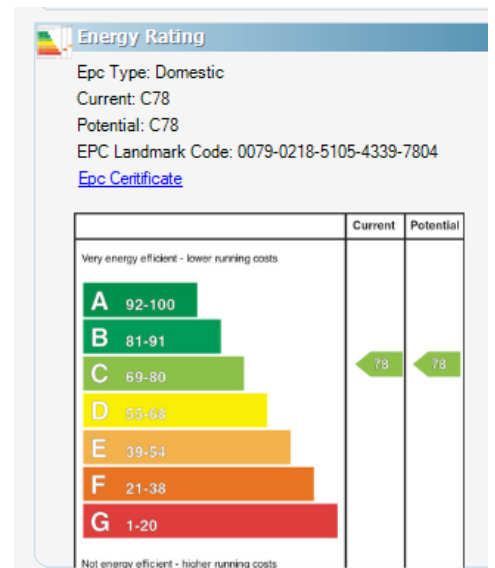 Energy Rating
Epc Type: Domestic
Current: C78
Potential: C78
EPC Landmark Code: 0079-0218-5105-4339-7804
Epc Certificate
Current Potential
Very energy efficient - lower running costs
A 92-100
B 81-91
C 69-80 78 78
D 55-68
E 39-54
F 21-38
G 1-20
Not energy efficient - higher running costs